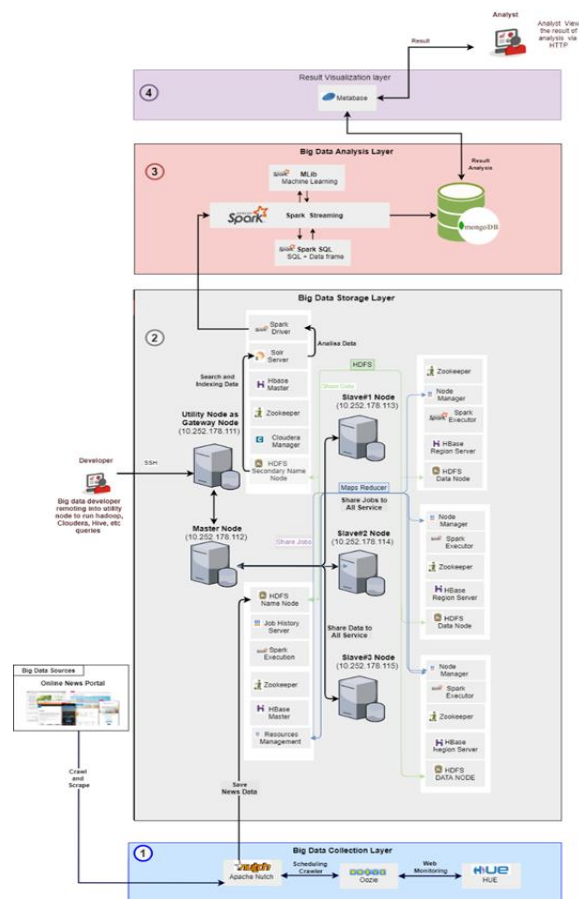 Analyst
Analyst View
the result of
analysis via
HTTP
Result
4
Result Visualization layer
Metabase
Big Data Analysis Layer
3
Result
Analysis
Spark MLib
Machine Learning
Spark
Spark Streaming
mongoDB
Spark Spark SQL
SQL + Data frame
Big Data Storage Layer
2
Spark
Driver
Analisa Data
Solr
Server
Search and
Indexing Data
Hbase
Master
Zookeeper
Cloudera
Manager
HDFS
Secondary Name
Node
Utility Node as
Gateway Node
(10.252.178.111)
HDFS
Share Data
Slave#1 Node
(10.252.178.113)
Zookeeper
Node
Manager
Spark
Executor
HBase
Region Server
HDFS
Data Node
Developer
SSH
Big data developer
remoting into utility
node to run hadoop,
Cloudera, Hive, etc
queries
Maps Reducer
Share Jobs to
All Service
Master Node
(10.252.178.112)
Share Jobs
Slave#2 Node
(10.252.178.114)
Node
Manager
Spark
Executor
Zookeeper
HBase
Region Server
HDFS
Data Node
HDFS
Name Node
Job History
Server
Spark
Execution
Zookeeper
HBase
Master
Resources
Management
Share Data to
All Service
Slave#3 Node
(10.252.178.115)
Node
Manager
Spark
Executor
Zookeeper
HBase
Region Server
HDFS
DATA NODE
Big Data Sources
Online News Portal
Crawl
and
Scrape
Save
News Data
1
Big Data Collection Layer
nutch
Apache Nutch
Scheduling
Crawler
Oozie
Web
Monitoring
HUE
HUE